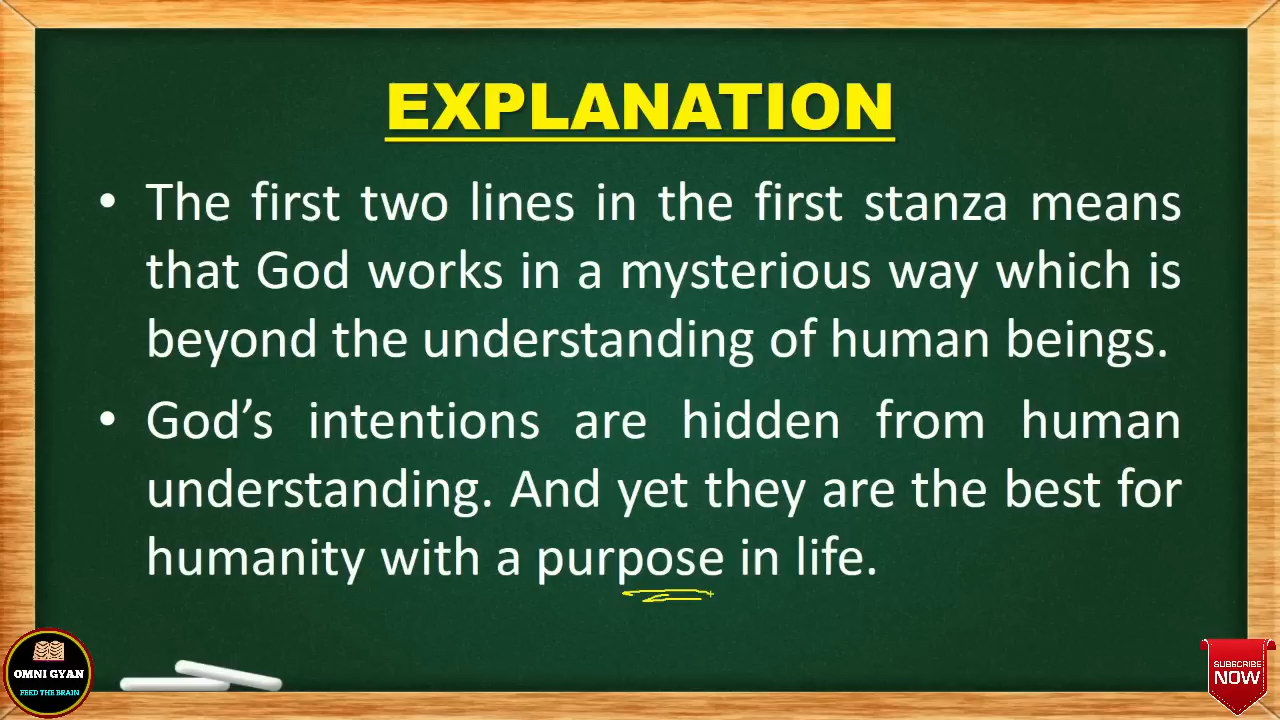 EXPLANATION
• The first two lines in the first stanza means
that God works in a mysterious way which is
beyond the understanding of human beings.
• God’s intentions are hidden from human
understanding. And yet they are the best for
humanity with a purpose in life.
OMNI GYAN
FEED THE BRAIN
SUBSCRIBE
NOW